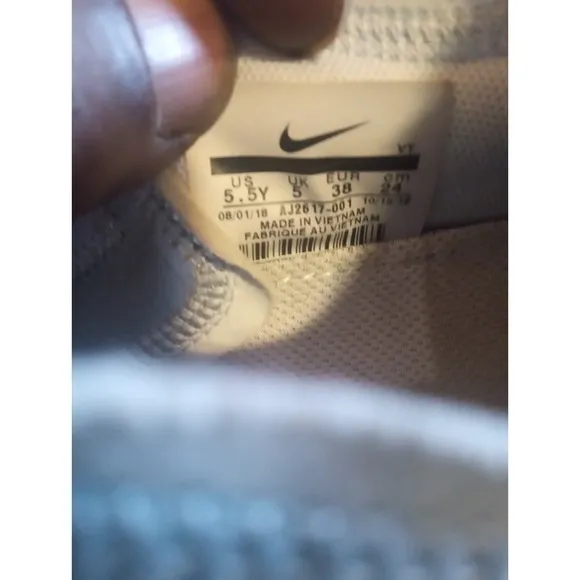 VT
US UK EUR cm
5.5Y 5 38 24
08/01/18 AJ2617-001
MADE IN VIETNAM
FABRIQUE AU VIETNAM